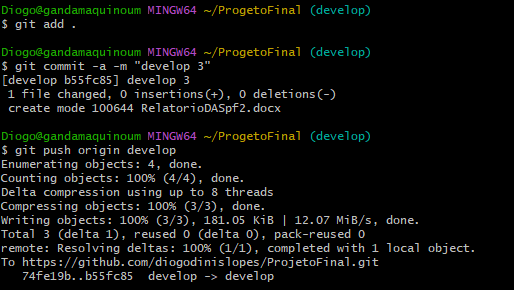 Diogo@gandamaquinoum MINGW64 ~/ProgetoFinal (develop)
$ git add .
Diogo@gandamaquinoum MINGW64 ~/ProgetoFinal (develop)
$ git commit -a -m "develop 3"
[develop b55fc85] develop 3
 1 file changed, 0 insertions(+), 0 deletions(-)
 create mode 100644 RelatorioDASpf2.docx
Diogo@gandamaquinoum MINGW64 ~/ProgetoFinal (develop)
$ git push origin develop
Enumerating objects: 4, done.
Counting objects: 100% (4/4), done.
Delta compression using up to 8 threads
Compressing objects: 100% (3/3), done.
Writing objects: 100% (3/3), 181.05 KiB | 12.07 MiB/s, done.
Total 3 (delta 1), reused 0 (delta 0), pack-reused 0
remote: Resolving deltas: 100% (1/1), completed with 1 local object.
To https://github.com/diogodinislopes/ProjetoFinal.git
   74fe19b..b55fc85  develop -> develop